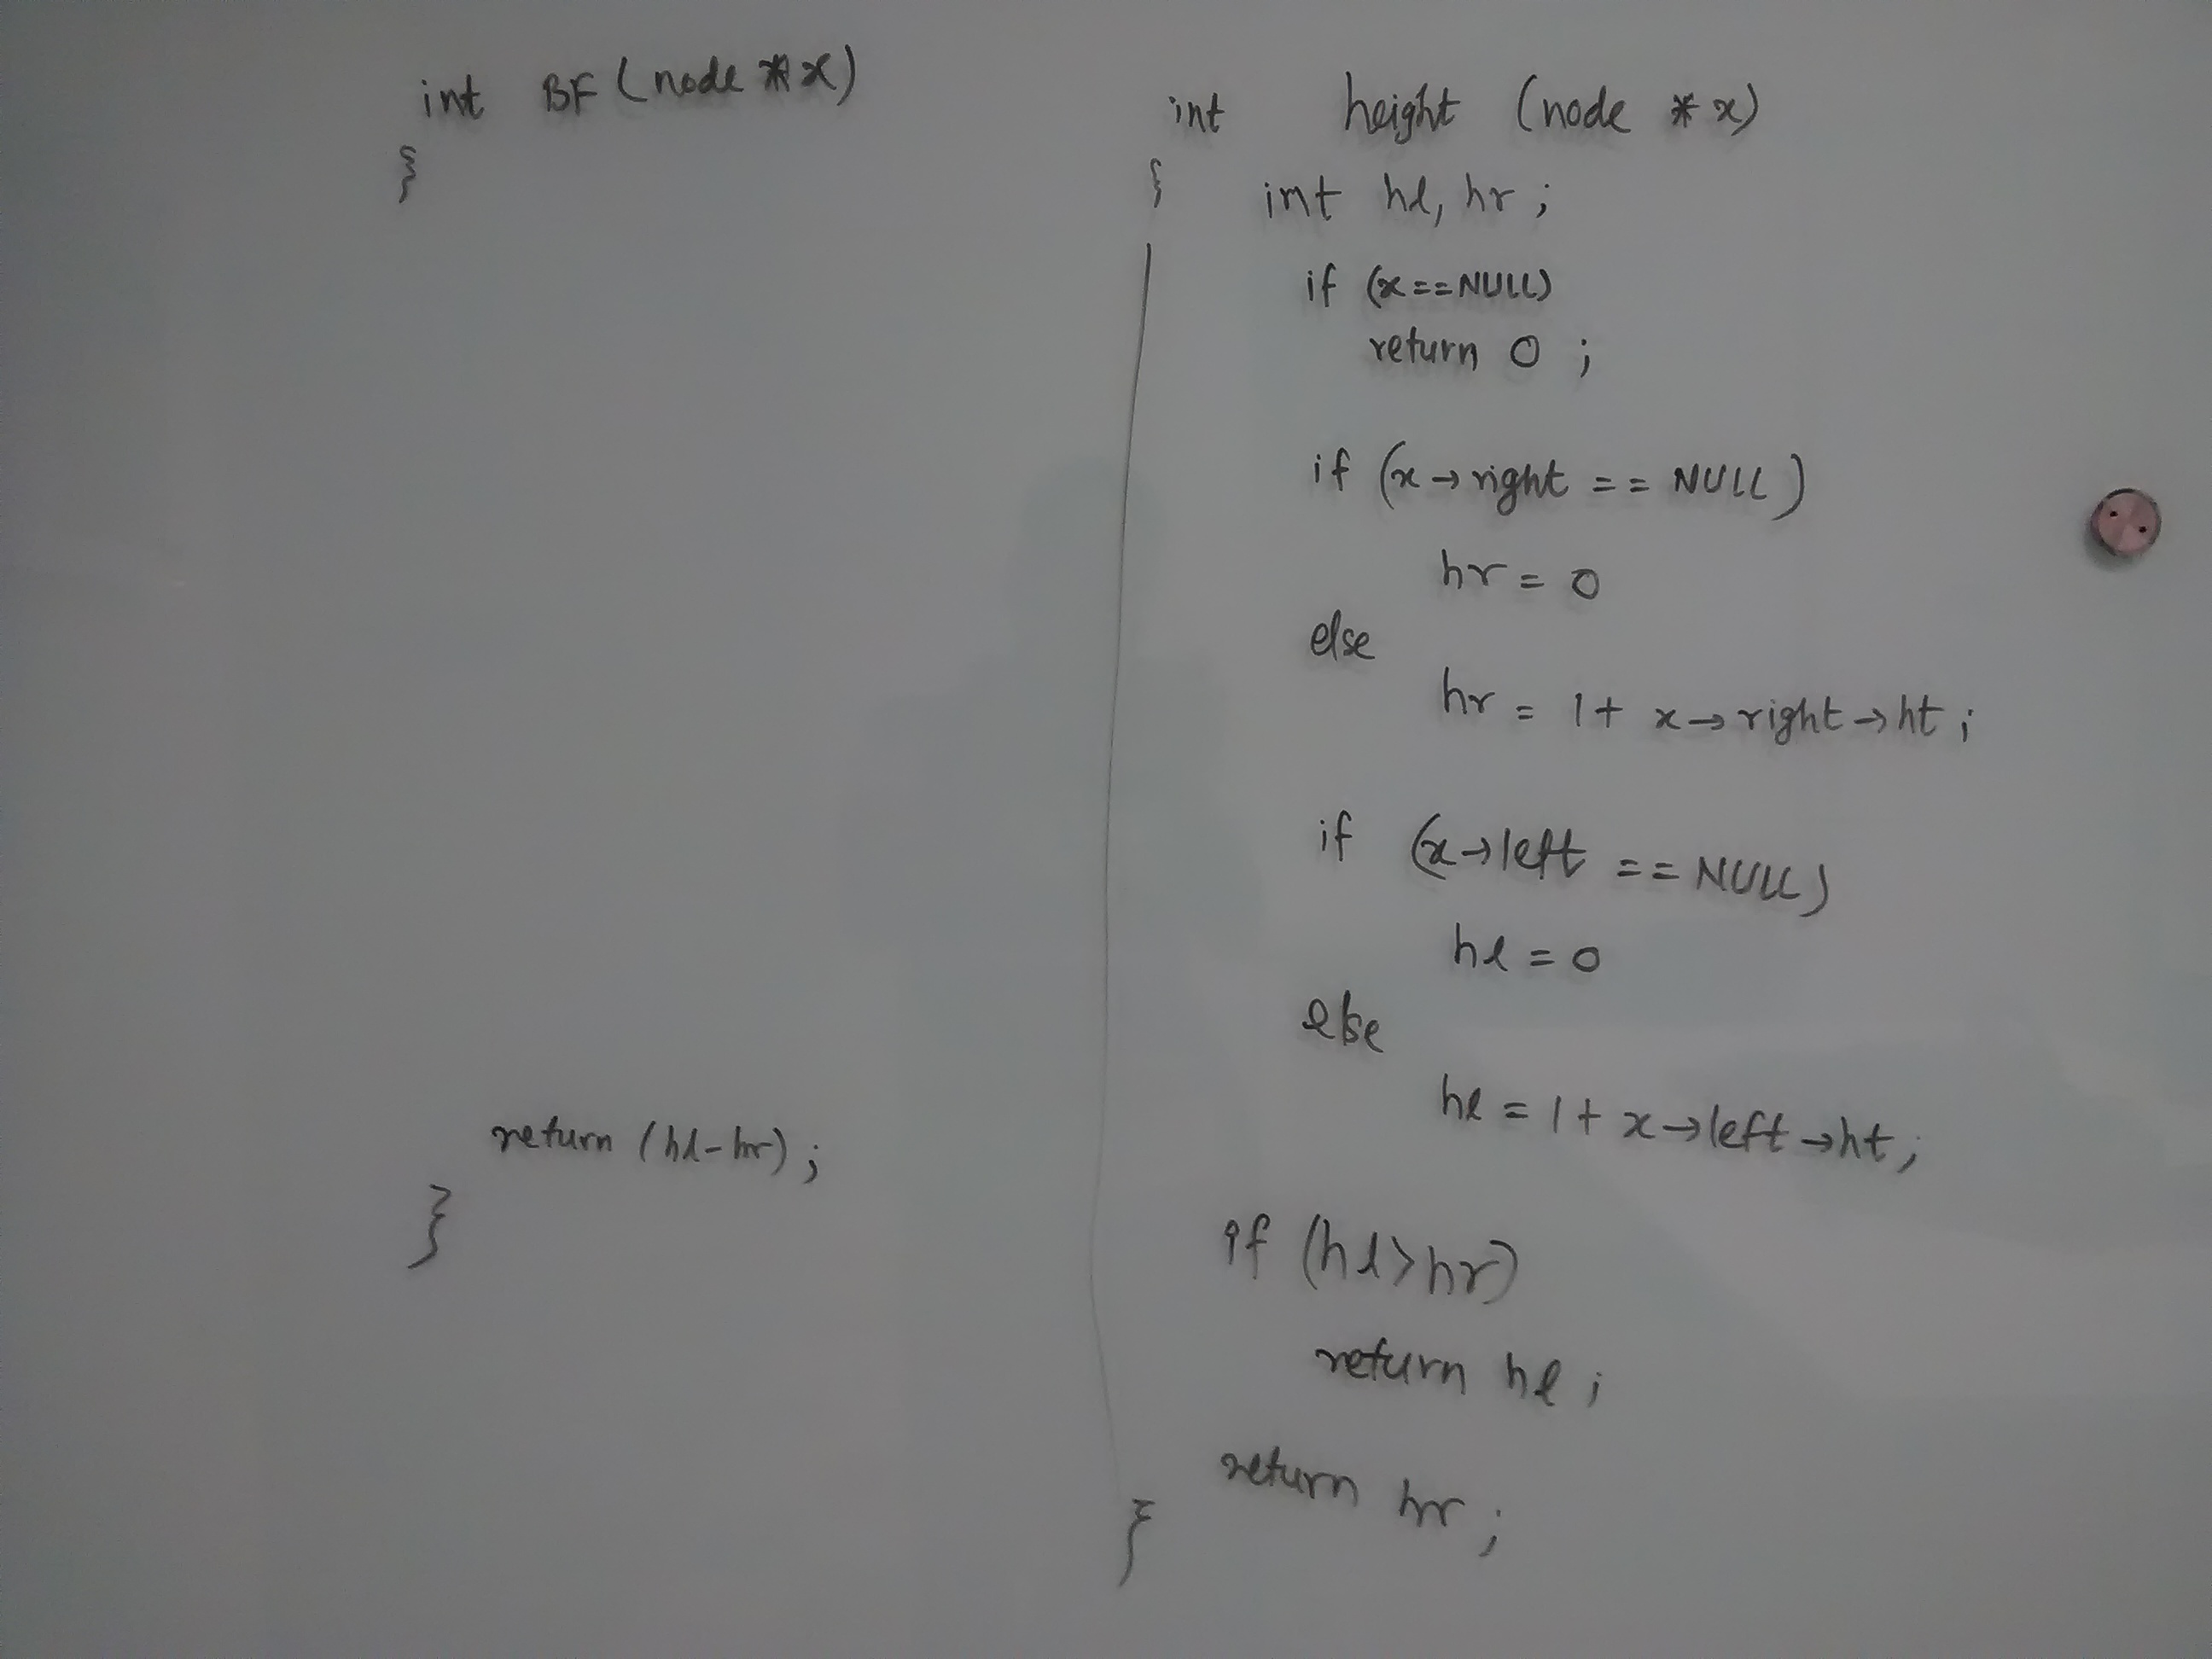 int BF (node *x)
{
return (hl-hr);
}
int height (node *x)
{ int hl, hr;
if (x==NULL)
return 0 ;
if (x→right == NULL)
hr = 0
else
hr = 1+ x→right→ht;
if (x→left == NULL)
hl = 0
else
hl = 1+ x→left→ht;
if (hl>hr)
return hl;
return hr;
}